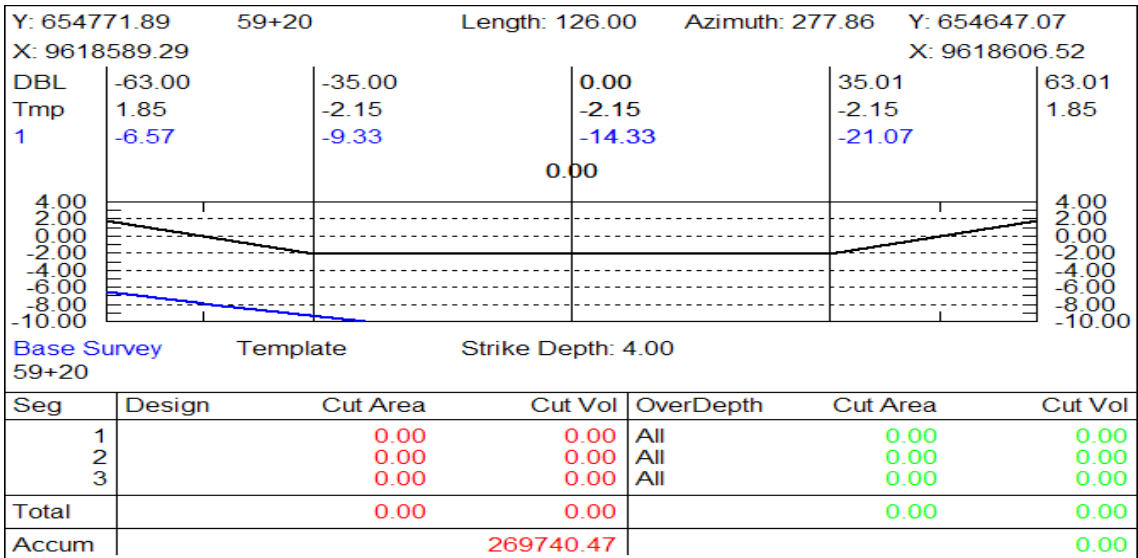 Y: 654771.89 59+20 Length: 126.00 Azimuth: 277.86 Y: 654647.07
X: 9618589.29 X: 9618606.52
DBL -63.00 -35.00 0.00 35.01 63.01
Tmp 1.85 -2.15 -2.15 -2.15 1.85
1 -6.57 -9.33 -14.33 -21.07
0.00
4.00 4.00
2.00 2.00
0.00 0.00
-2.00 -2.00
-4.00 -4.00
-6.00 -6.00
-8.00 -8.00
-10.00 -10.00
Base Survey Template Strike Depth: 4.00
59+20
Seg Design Cut Area Cut Vol OverDepth Cut Area Cut Vol
1 0.00 0.00 All 0.00 0.00
2 0.00 0.00 All 0.00 0.00
3 0.00 0.00 All 0.00 0.00
Total 0.00 0.00 0.00 0.00
Accum 269740.47 0.00